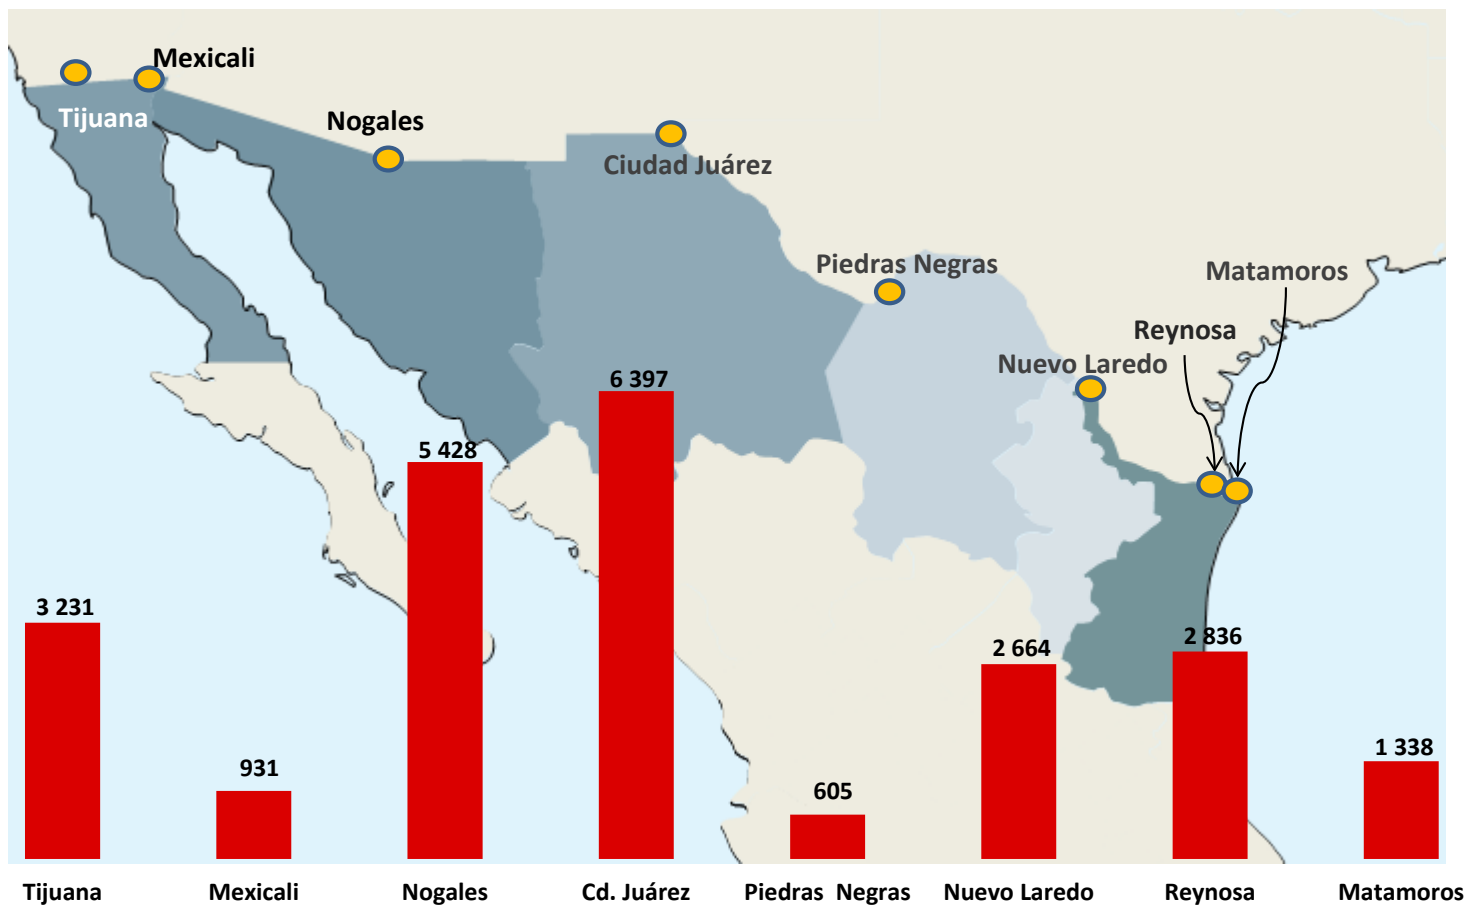 Mexicali
Tijuana
Nogales
Ciudad Juárez
Piedras Negras
Matamoros
Reynosa
Nuevo Laredo
6 397
5 428
3 231
2 836
2 664
1 338
931
605
Tijuana Mexicali Nogales Cd. Juárez Piedras Negras Nuevo Laredo Reynosa Matamoros